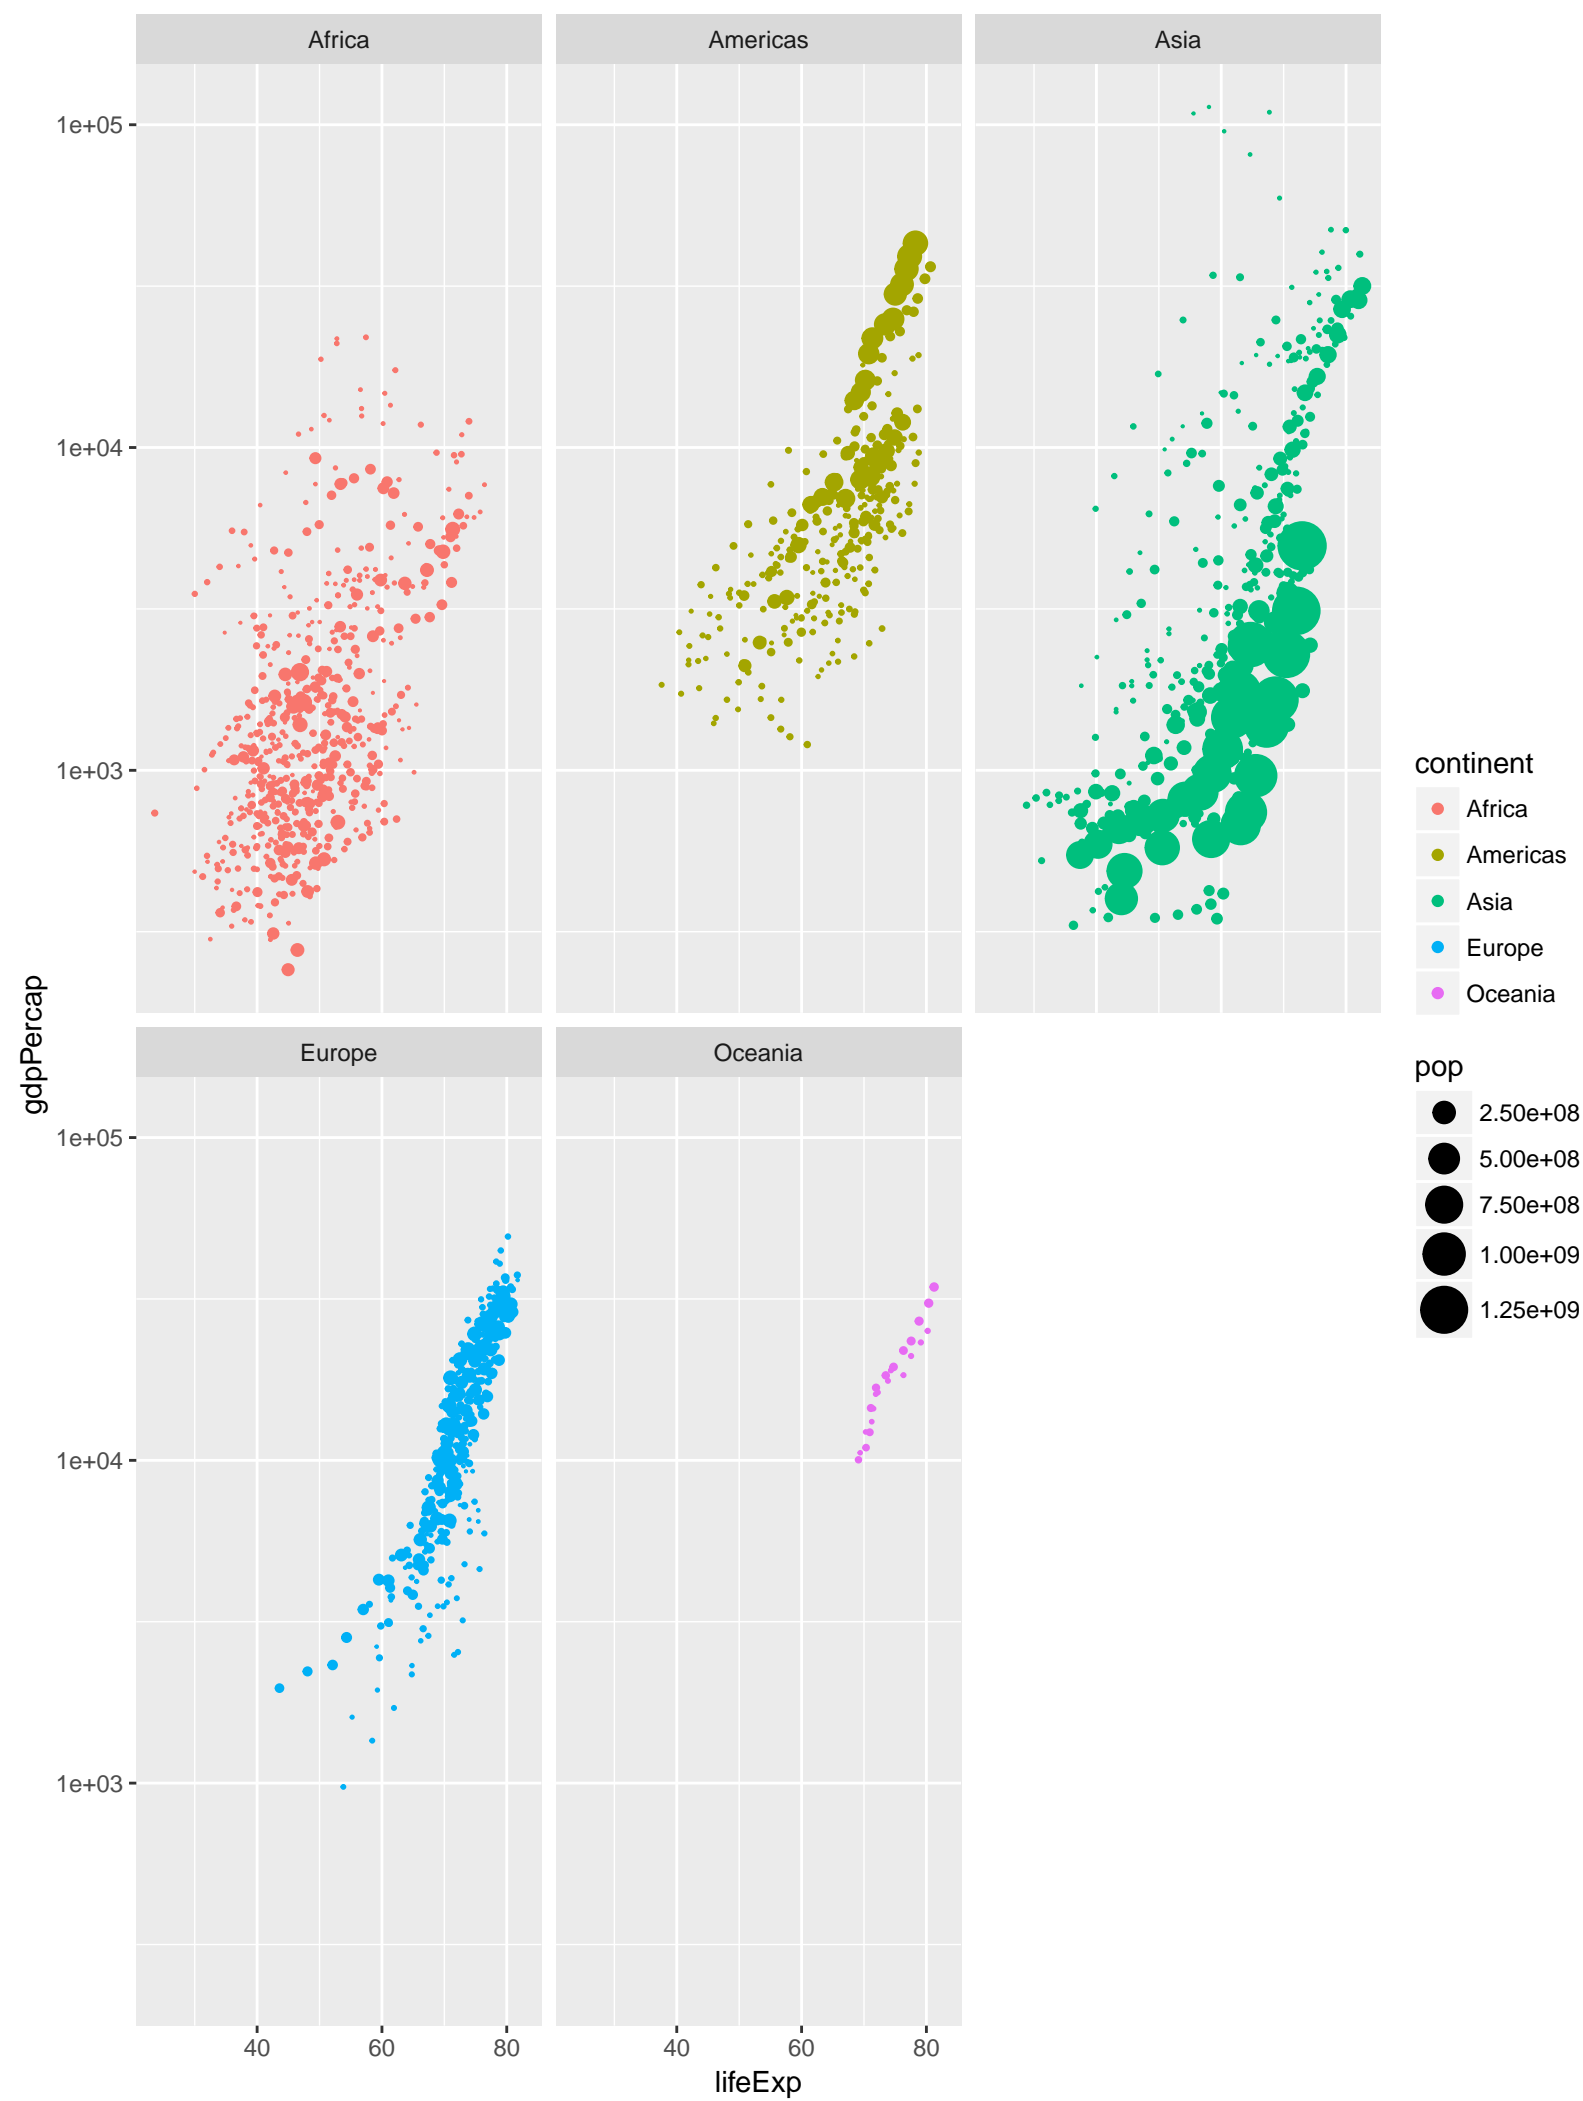 Africa
Americas
Asia
1e+05
1e+04
1e+03
gdpPercap
Europe
Oceania
1e+05
1e+04
1e+03
40
60
80
40
60
80
lifeExp
continent
Africa
Americas
Asia
Europe
Oceania
pop
2.50e+08
5.00e+08
7.50e+08
1.00e+09
1.25e+09